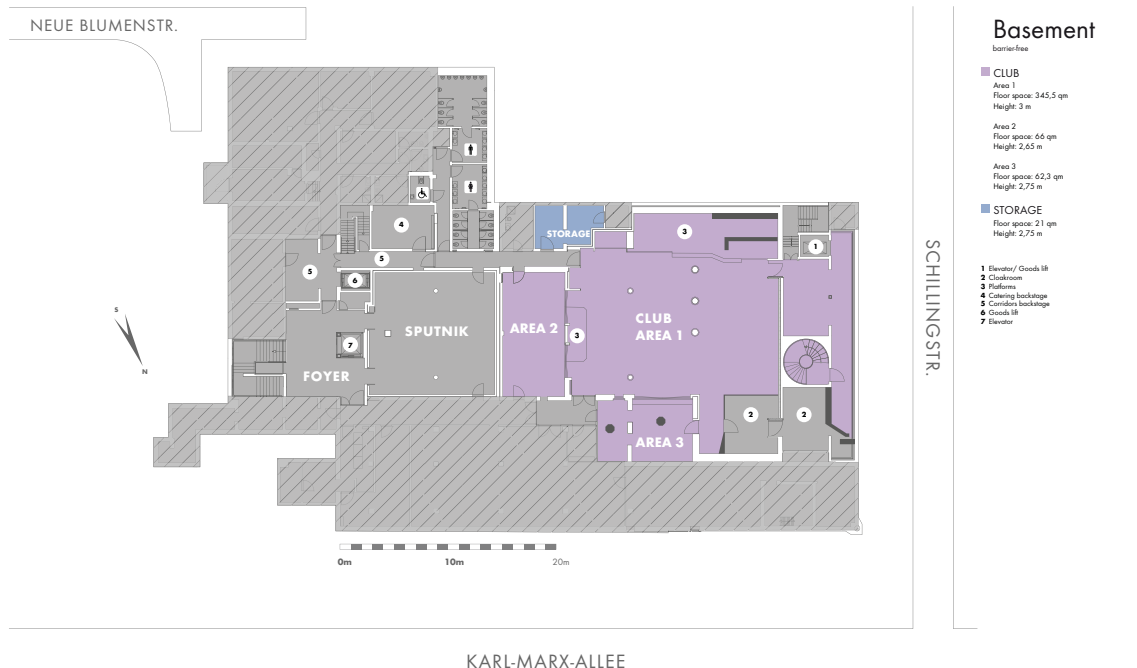 NEUE BLUMENSTR.
Basement
barrier-free
CLUB
Area 1
Floor space: 345,5 qm
Height: 3 m
Area 2
Floor space: 66 qm
Height: 2,65 m
Area 3
Floor space: 62,3 qm
Height: 2,75 m
STORAGE
Floor space: 21 qm
Height: 2,75 m
1 Elevator/ Goods lift
2 Cloakroom
3 Platforms
4 Catering backstage
5 Corridors backstage
6 Goods lift
7 Elevator
4
STORAGE
3
1
5
5
6
S
N
SPUTNIK
AREA 2
3
CLUB
AREA 1
7
FOYER
2
2
AREA 3
SCHILLINGSTR.
0m
10m
20m
KARL-MARX-ALLEE